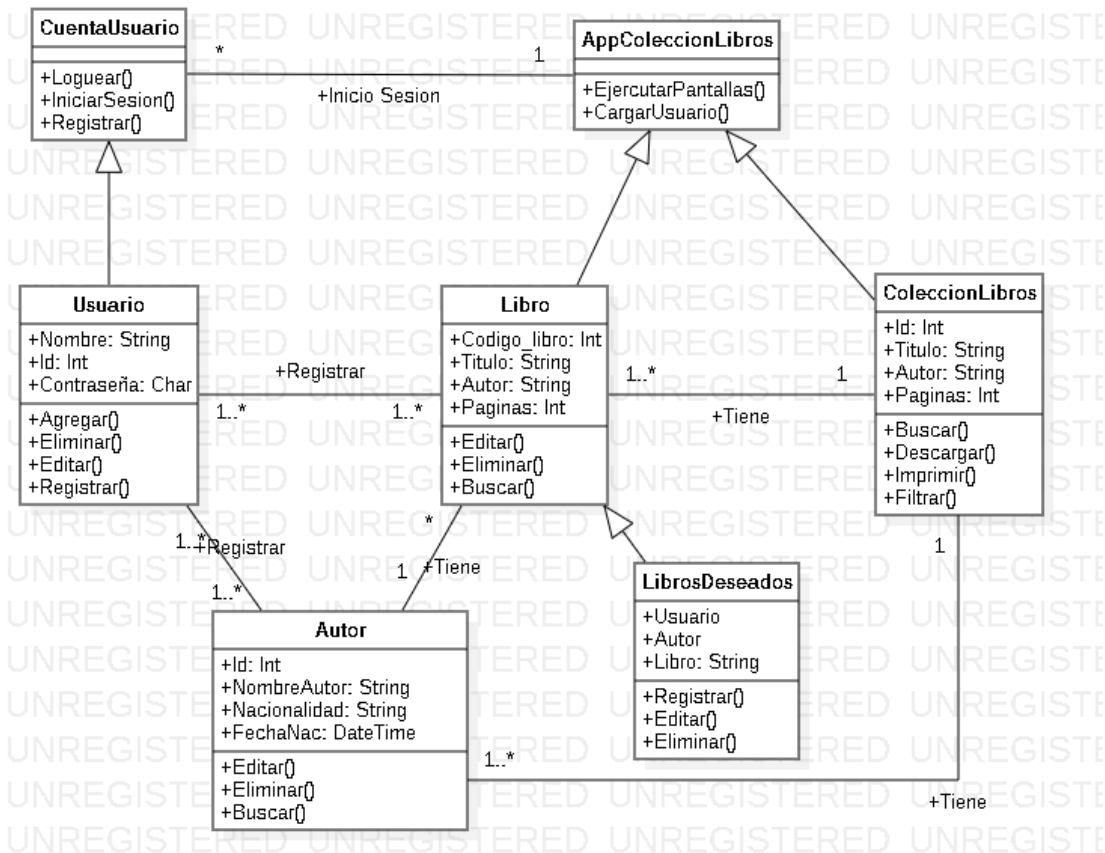 CuentaUsuario
+Loguear()
+IniciarSesion()
+Registrar()
*
1
+Inicio Sesion
AppColeccionLibros
+EjercutarPantallas()
+CargarUsuario()
Usuario
+Nombre: String
+Id: Int
+Contraseña: Char
+Agregar()
+Eliminar()
+Editar()
+Registrar()
+Registrar
1..*
1..*
Libro
+Codigo_libro: Int
+Titulo: String
+Autor: String
+Paginas: Int
+Editar()
+Eliminar()
+Buscar()
1..*
1
+Tiene
ColeccionLibros
+Id: Int
+Titulo: String
+Autor: String
+Paginas: Int
+Buscar()
+Descargar()
+Imprimir()
+Filtrar()
1..*
+Registrar
1..*
*
1
+Tiene
LibrosDeseados
+Usuario
+Autor
+Libro: String
+Registrar()
+Editar()
+Eliminar()
1
Autor
+Id: Int
+NombreAutor: String
+Nacionalidad: String
+FechaNac: DateTime
+Editar()
+Eliminar()
+Buscar()
1..*
+Tiene
UNREGISTERED